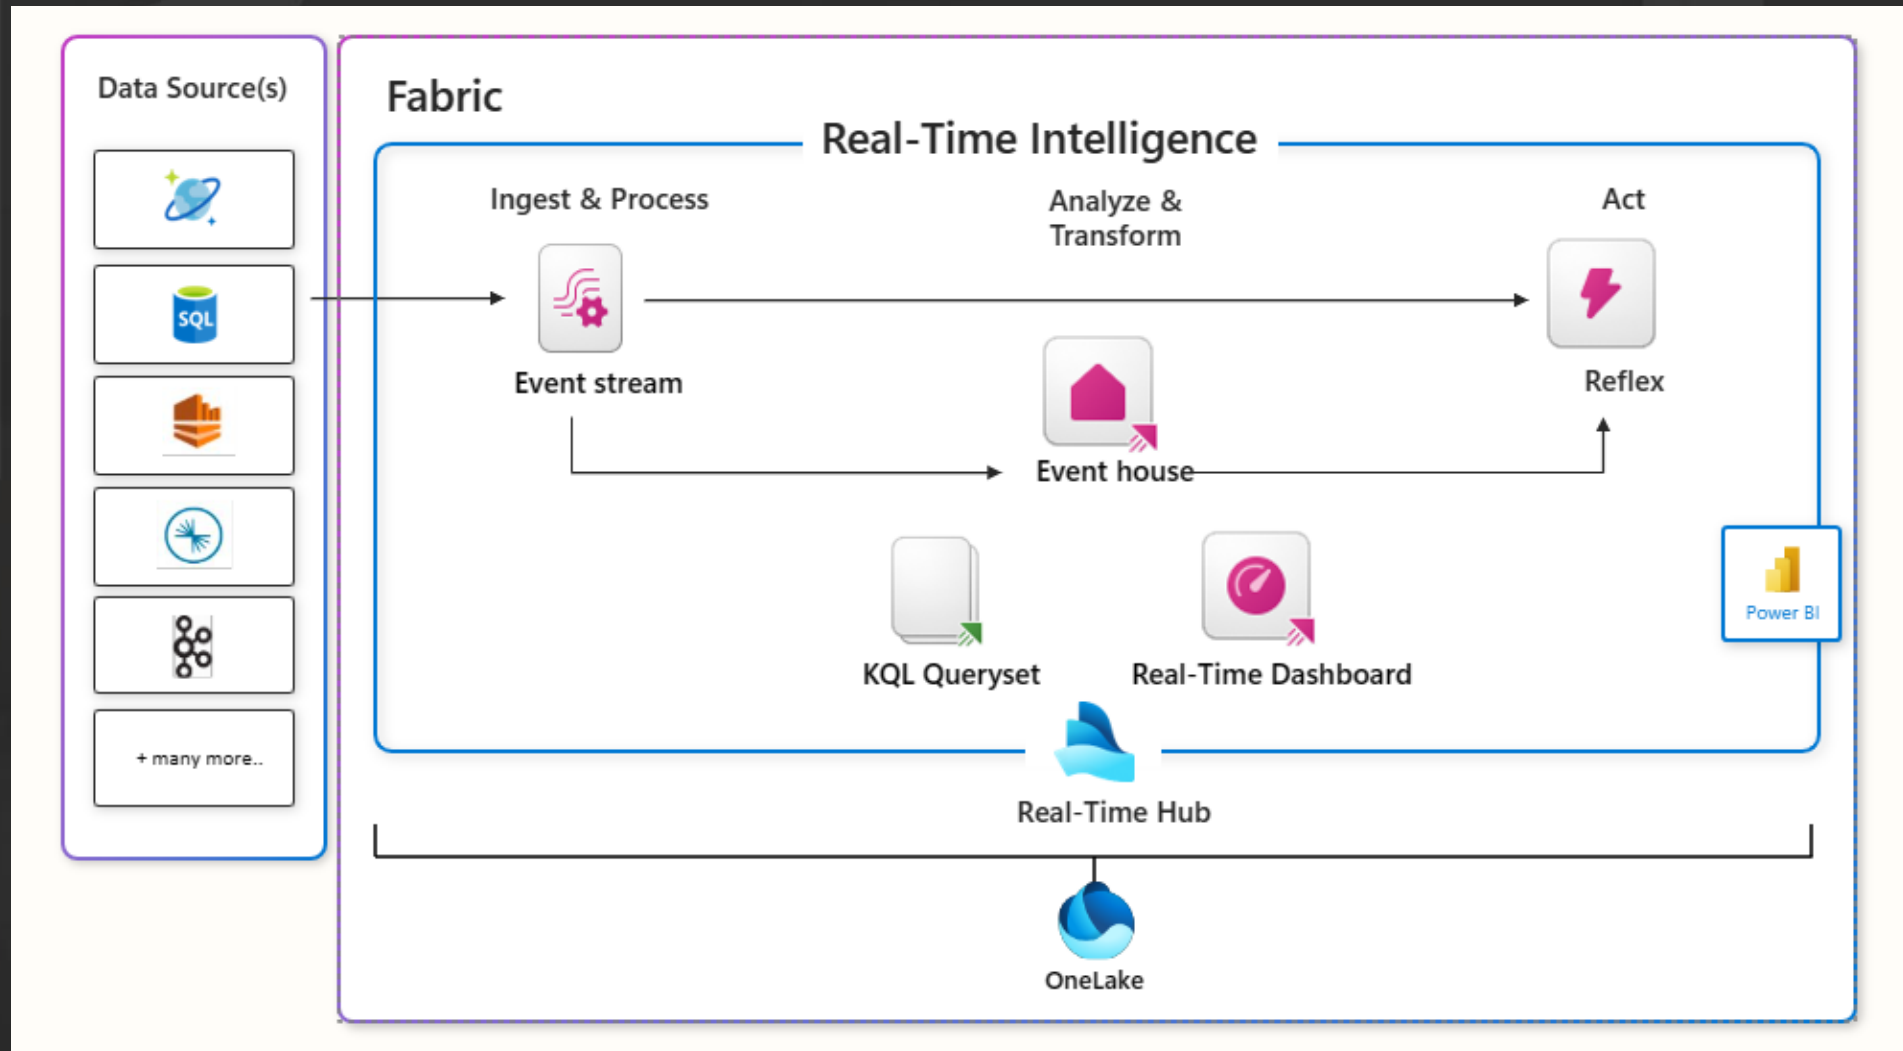 Data Source(s)
SQL
+ many more..
Fabric
Real-Time Intelligence
Ingest & Process
Analyze &
Transform
Act
Event stream
Reflex
Event house
KQL Queryset
Real-Time Dashboard
Power BI
Real-Time Hub
OneLake